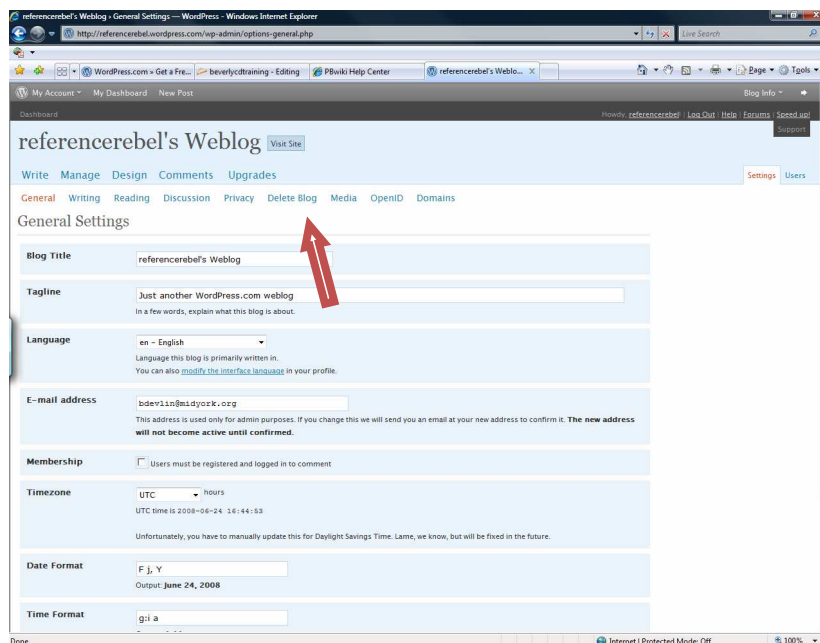 referencerebel's Weblog › General Settings — WordPress - Windows Internet Explorer
http://referencerebel.wordpress.com/wp-admin/options-general.php
Live Search
WordPress.com » Get a Fre...
beverlycdtraining - Editing
PBwiki Help Center
referencerebel's Weblo...
Page
Tools
My Account
My Dashboard
New Post
Blog Info
Dashboard
Howdy, referencerebel! | Log Out | Help | Forums | Speed up!
Support
referencerebel's Weblog
Visit Site
Write Manage Design Comments Upgrades
Settings Users
General Writing Reading Discussion Privacy Delete Blog Media OpenID Domains
General Settings
Blog Title
referencerebel's Weblog
Tagline
Just another WordPress.com weblog
In a few words, explain what this blog is about.
Language
en – English
Language this blog is primarily written in.
You can also modify the interface language in your profile.
E-mail address
bdevlin@midyork.org
This address is used only for admin purposes. If you change this we will send you an email at your new address to confirm it. The new address
will not become active until confirmed.
Membership
Users must be registered and logged in to comment
Timezone
UTC hours
UTC time is 2008-06-24 16:44:53
Unfortunately, you have to manually update this for Daylight Savings Time. Lame, we know, but will be fixed in the future.
Date Format
F j, Y
Output: June 24, 2008
Time Format
g:i a
Done
Internet | Protected Mode: Off
100%